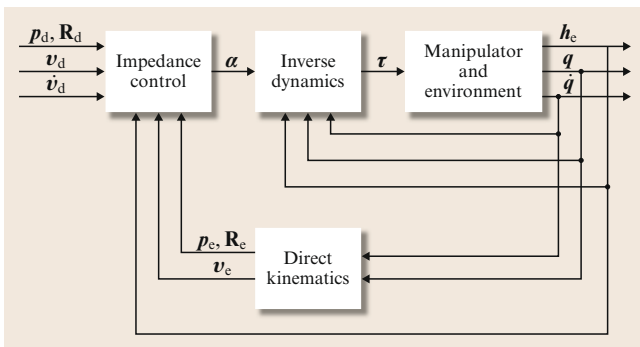 p_d, R_d
v_d
v̇_d
Impedance
control
α
Inverse
dynamics
τ
Manipulator
and
environment
h_e
q
q̇
p_e, R_e
v_e
Direct
kinematics